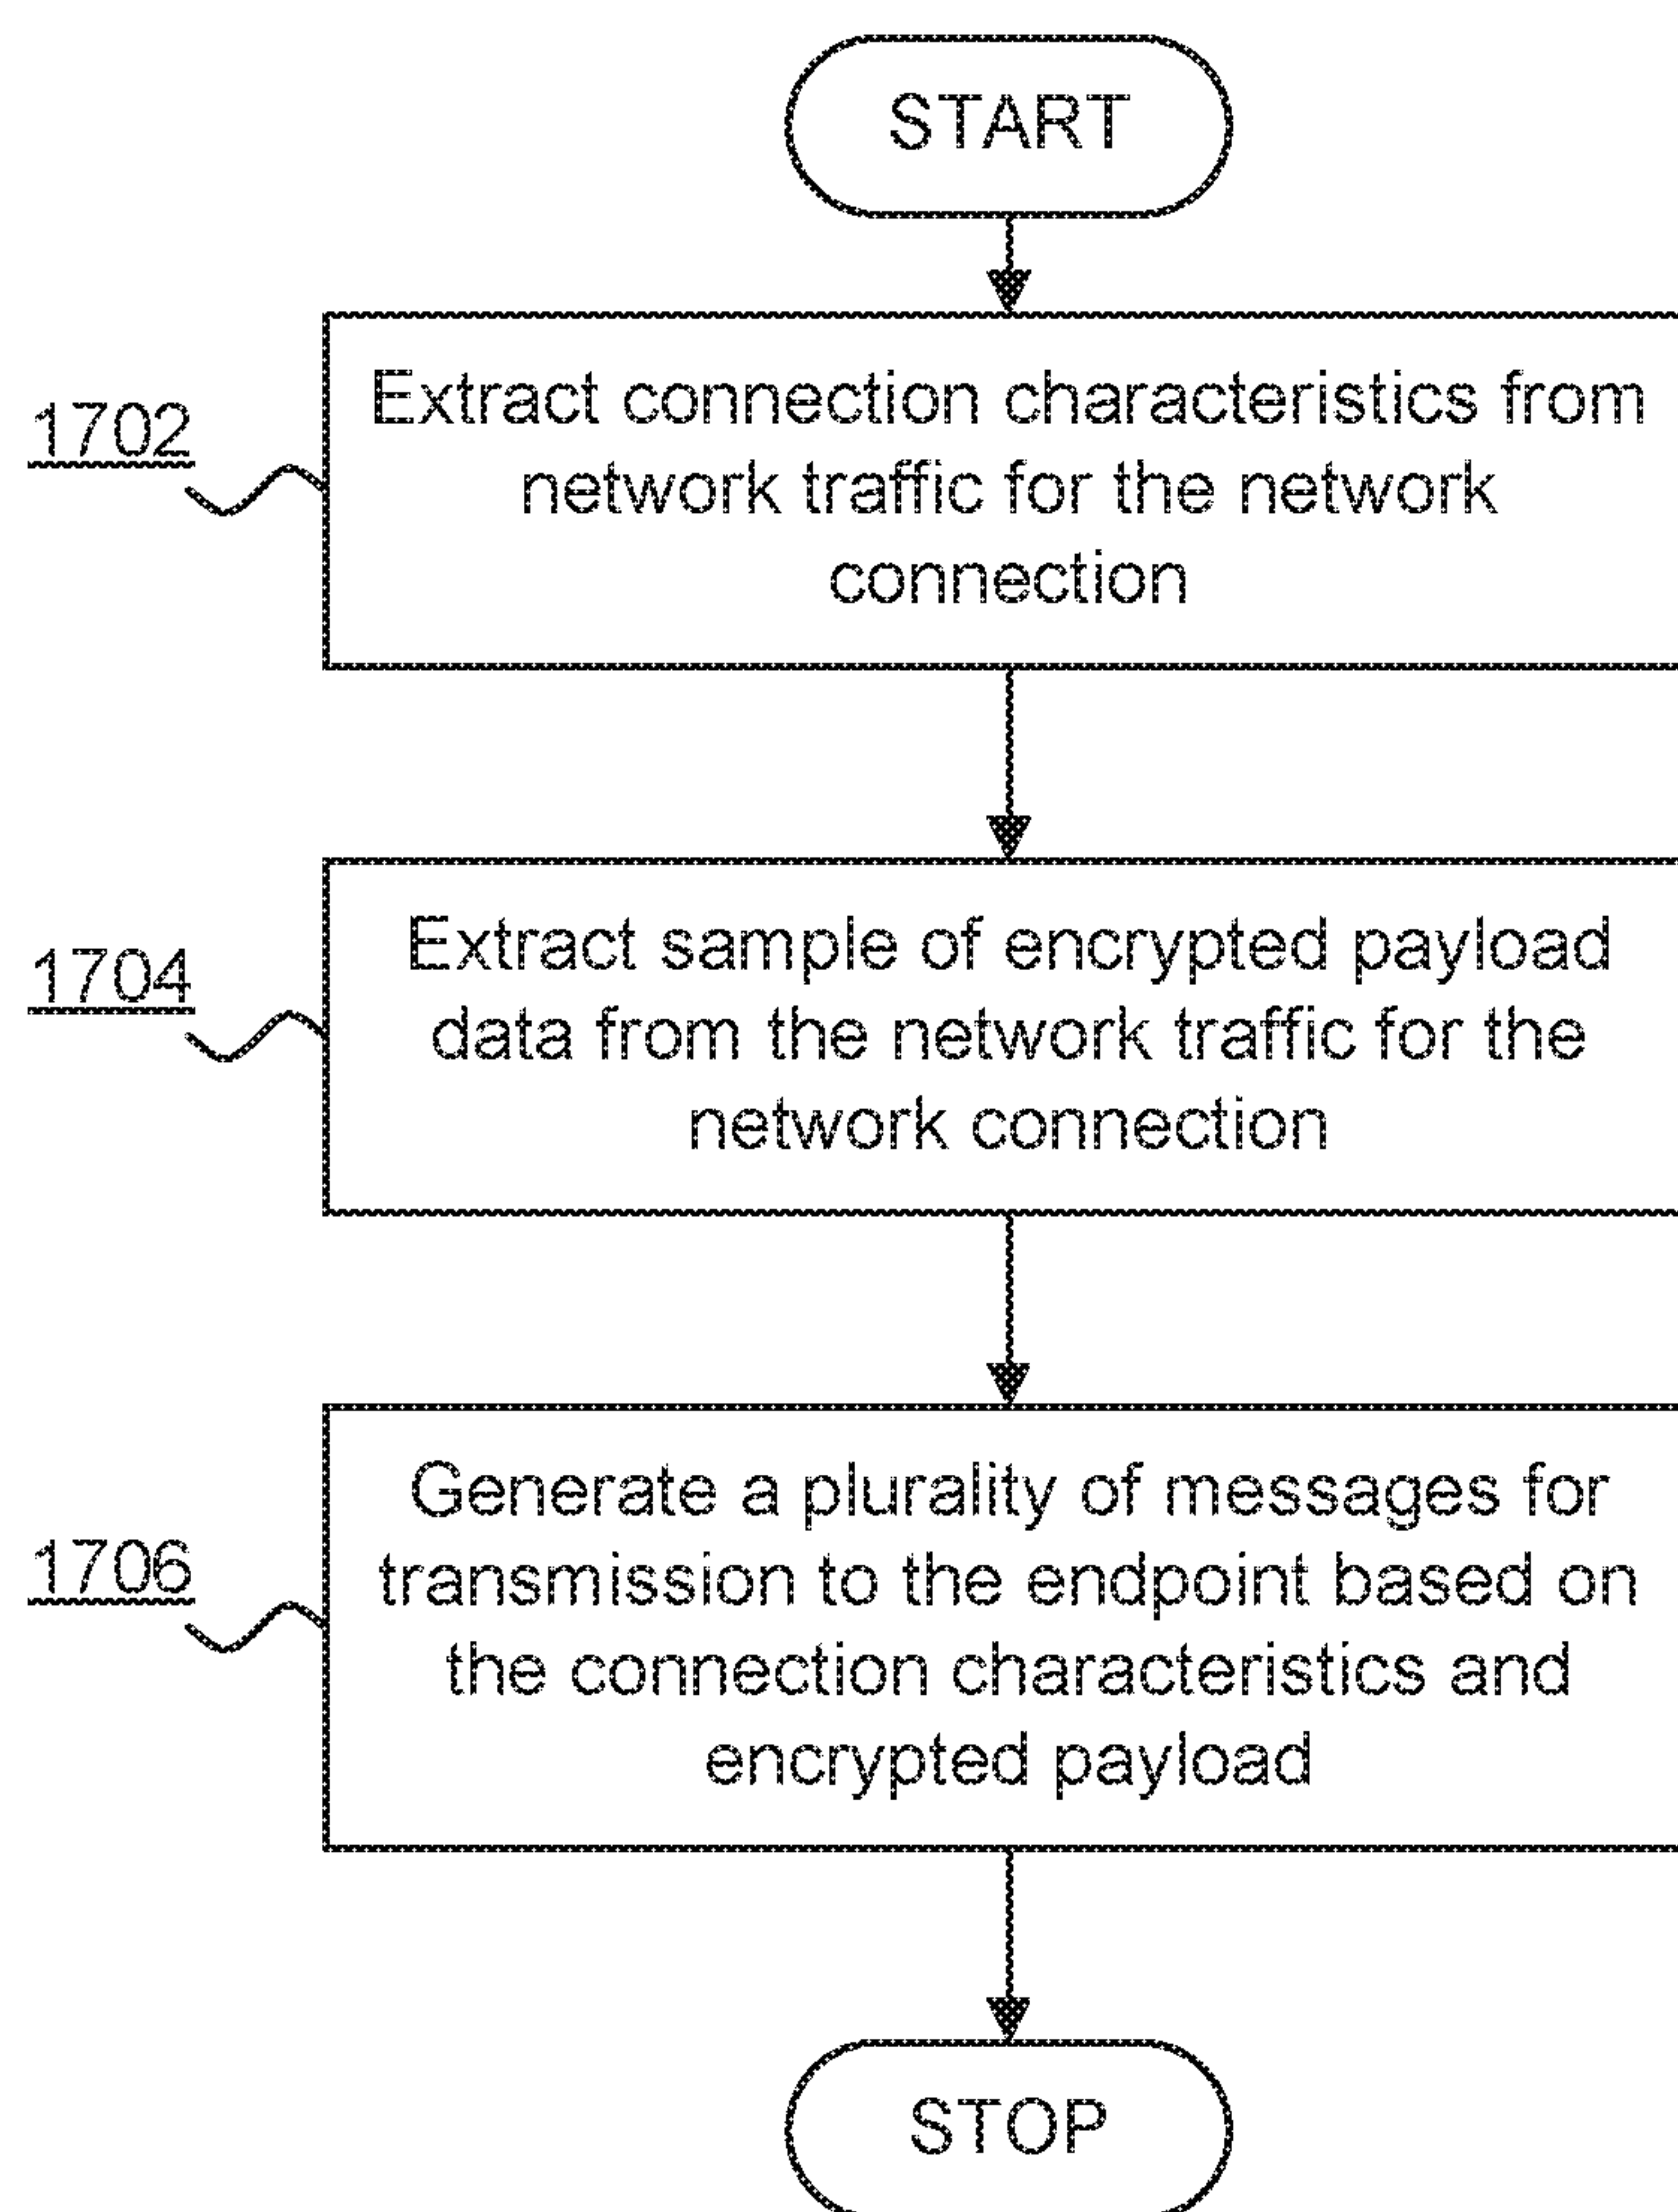 START
1702
Extract connection characteristics from
network traffic for the network
connection
1704
Extract sample of encrypted payload
data from the network traffic for the
network connection
1706
Generate a plurality of messages for
transmission to the endpoint based on
the connection characteristics and
encrypted payload
STOP